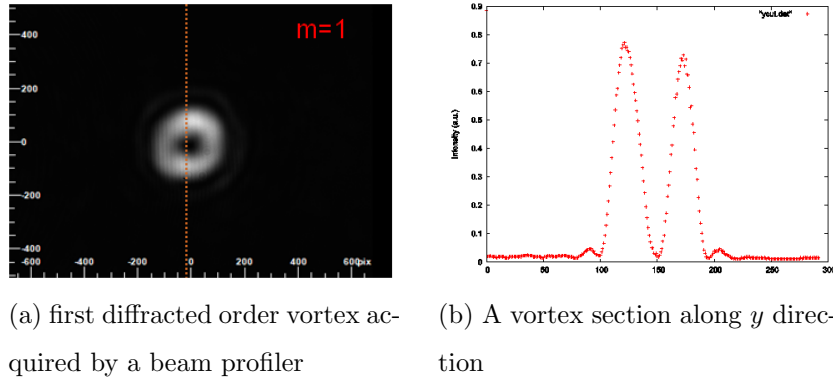 m=1
400
200
0
-200
-400
-600 -400 -200 0 200 400 600 pix
0.9
0.8
0.7
0.6
0.5
0.4
0.3
0.2
0.1
0
Intensity (a.u.)
"ycut.dat"
0 50 100 150 200 250 300
(a) first diffracted order vortex ac-
quired by a beam profiler
(b) A vortex section along y direc-
tion